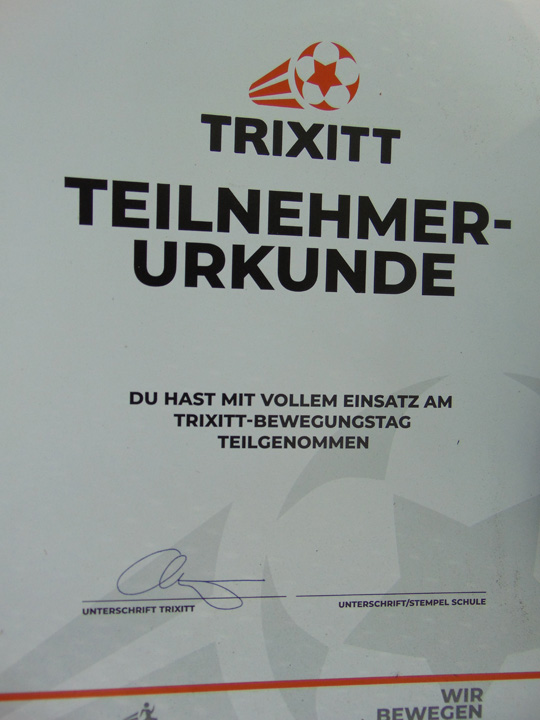 TRIXITT
TEILNEHMER-
URKUNDE
DU HAST MIT VOLLEM EINSATZ AM
TRIXITT-BEWEGUNGSTAG
TEILGENOMMEN
UNTERSCHRIFT TRIXITT
UNTERSCHRIFT/STEMPEL SCHULE
WIR
BEWEGEN